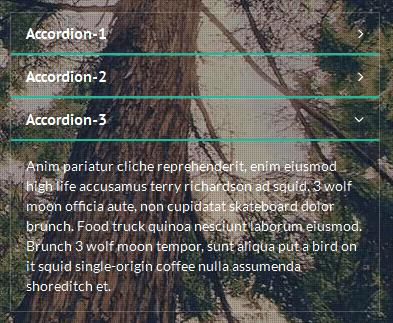 Accordion-1
Accordion-2
Accordion-3
Anim pariatur cliche reprehenderit, enim eiusmod
high life accusamus terry richardson ad squid. 3 wolf
moon officia aute, non cupidatat skateboard dolor
brunch. Food truck quinoa nesciunt laborum eiusmod.
Brunch 3 wolf moon tempor, sunt aliqua put a bird on
it squid single-origin coffee nulla assumenda
shoreditch et.